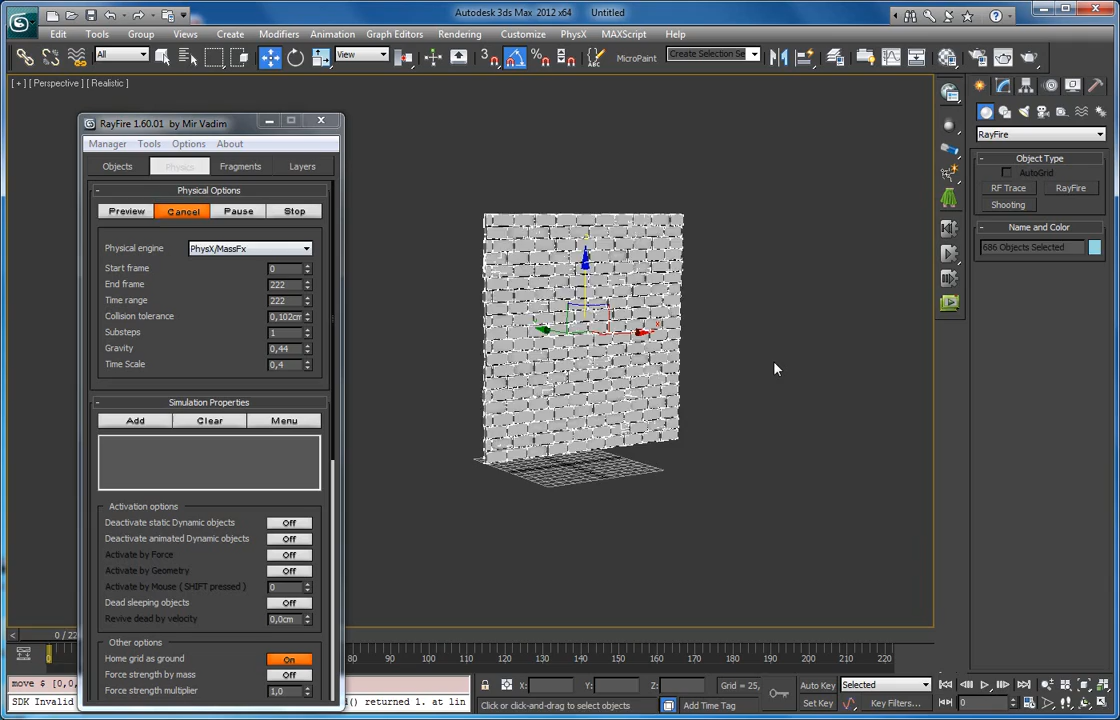 Autodesk 3ds Max 2012 x64    Untitled
Edit Tools Group Views Create Modifiers Animation Graph Editors Rendering Customize PhysX MAXScript Help
All View 3 MicroPaint Create Selection Se
[ + ] [ Perspective ] [ Realistic ]
RayFire 1.60.01 by Mir Vadim
Manager Tools Options About
Objects Physics Fragments Layers
- Physical Options
Preview Cancel Pause Stop
Physical engine PhysX/MassFx
Start frame 0
End frame 222
Time range 222
Collision tolerance 0,102cm
Substeps 1
Gravity 0,44
Time Scale 0,4
- Simulation Properties
Add Clear Menu
Activation options
Deactivate static Dynamic objects Off
Deactivate animated Dynamic objects Off
Activate by Force Off
Activate by Geometry Off
Activate by Mouse ( SHIFT pressed ) 0
Dead sleeping objects Off
Revive dead by velocity 0,0cm
Other options
Home grid as ground On
Force strength by mass Off
Force strength multiplier 1,0
RayFire
- Object Type
AutoGrid
RF Trace RayFire
Shooting
- Name and Color
686 Objects Selected
0 / 22
80 90 100 110 120 130 140 150 160 170 180 190 200 210 220
move $ [0,0,
X: Y: Z: Grid = 25, Auto Key Selected
SDK Invalid () returned 1. at lin
Click or click-and-drag to select objects Add Time Tag Set Key Key Filters... 0